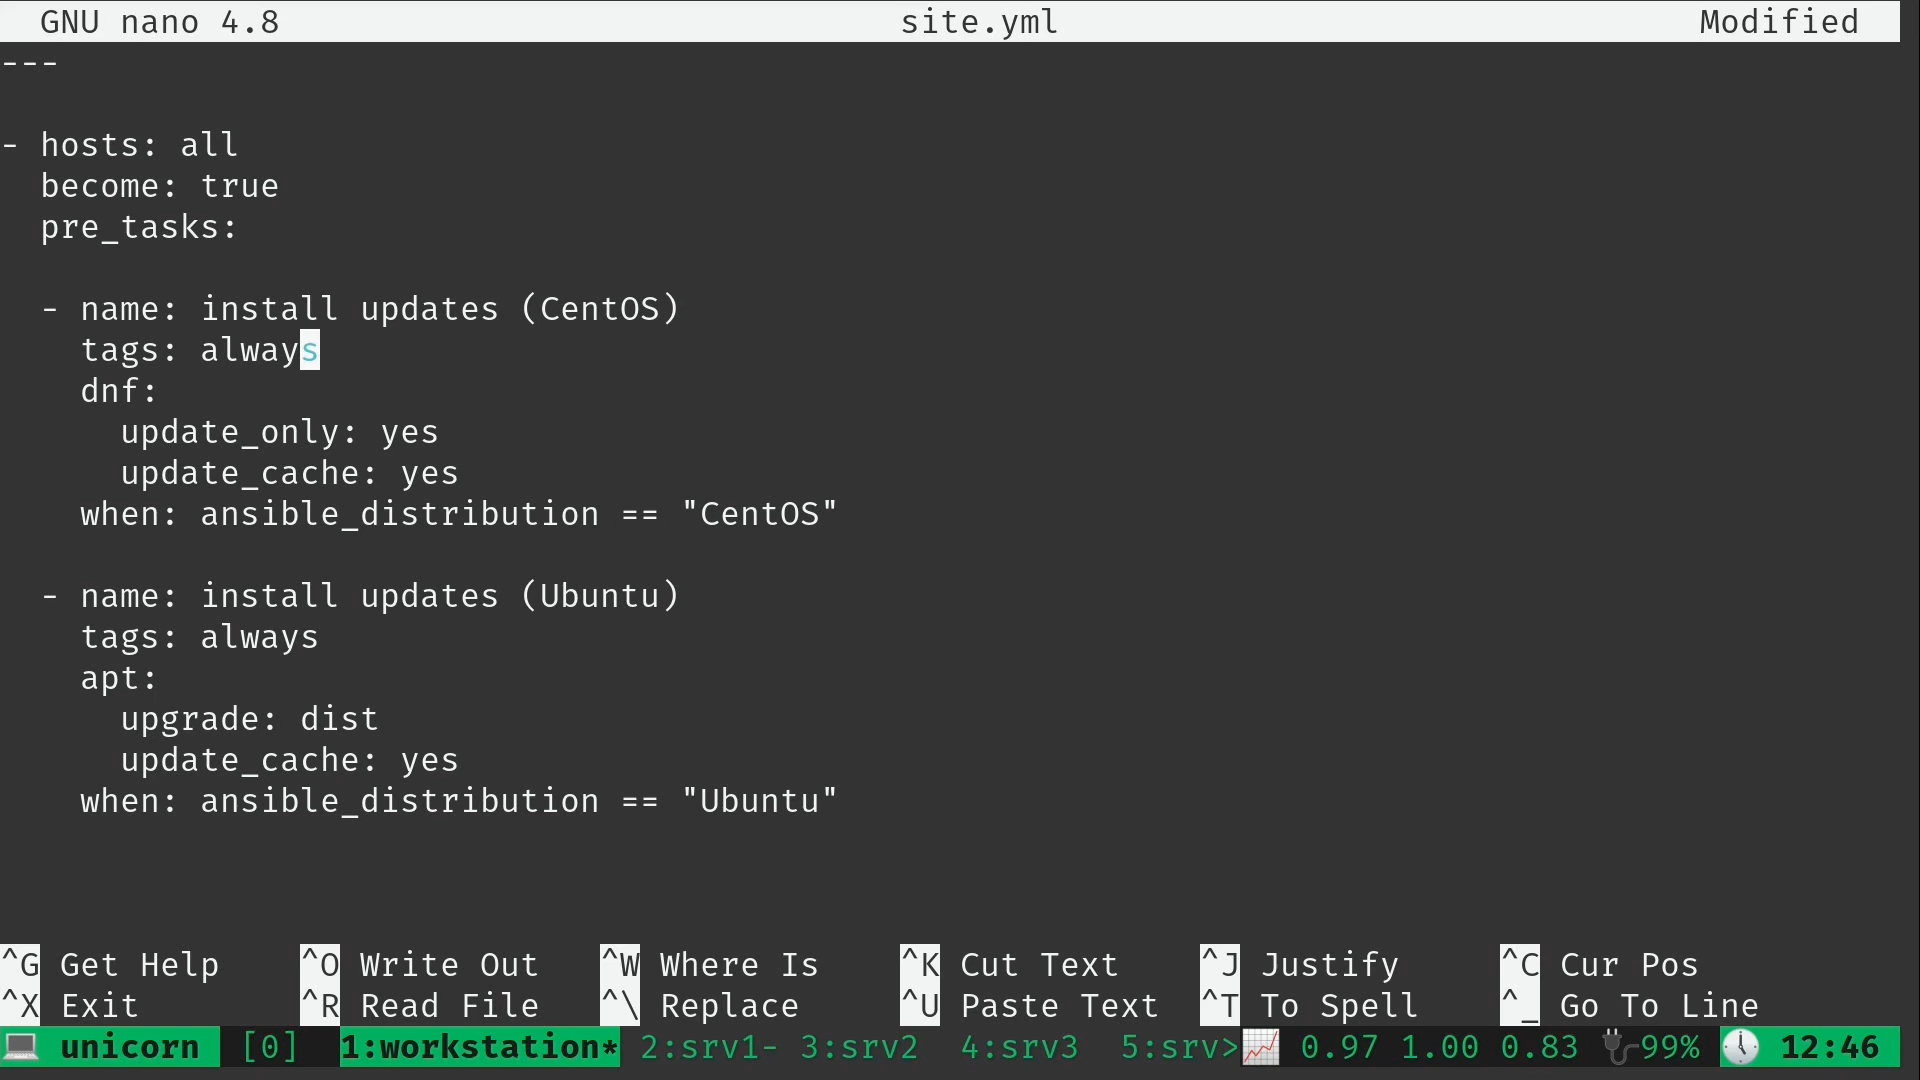 GNU nano 4.8 site.yml Modified
---
- hosts: all
  become: true
  pre_tasks:
  - name: install updates (CentOS)
    tags: always
    dnf:
      update_only: yes
      update_cache: yes
    when: ansible_distribution == "CentOS"
  - name: install updates (Ubuntu)
    tags: always
    apt:
      upgrade: dist
      update_cache: yes
    when: ansible_distribution == "Ubuntu"
^G Get Help ^O Write Out ^W Where Is ^K Cut Text ^J Justify ^C Cur Pos
^X Exit ^R Read File ^\ Replace ^U Paste Text ^T To Spell ^_ Go To Line
unicorn [0] 1:workstation* 2:srv1- 3:srv2 4:srv3 5:srv> 0.97 1.00 0.83 99% 12:46